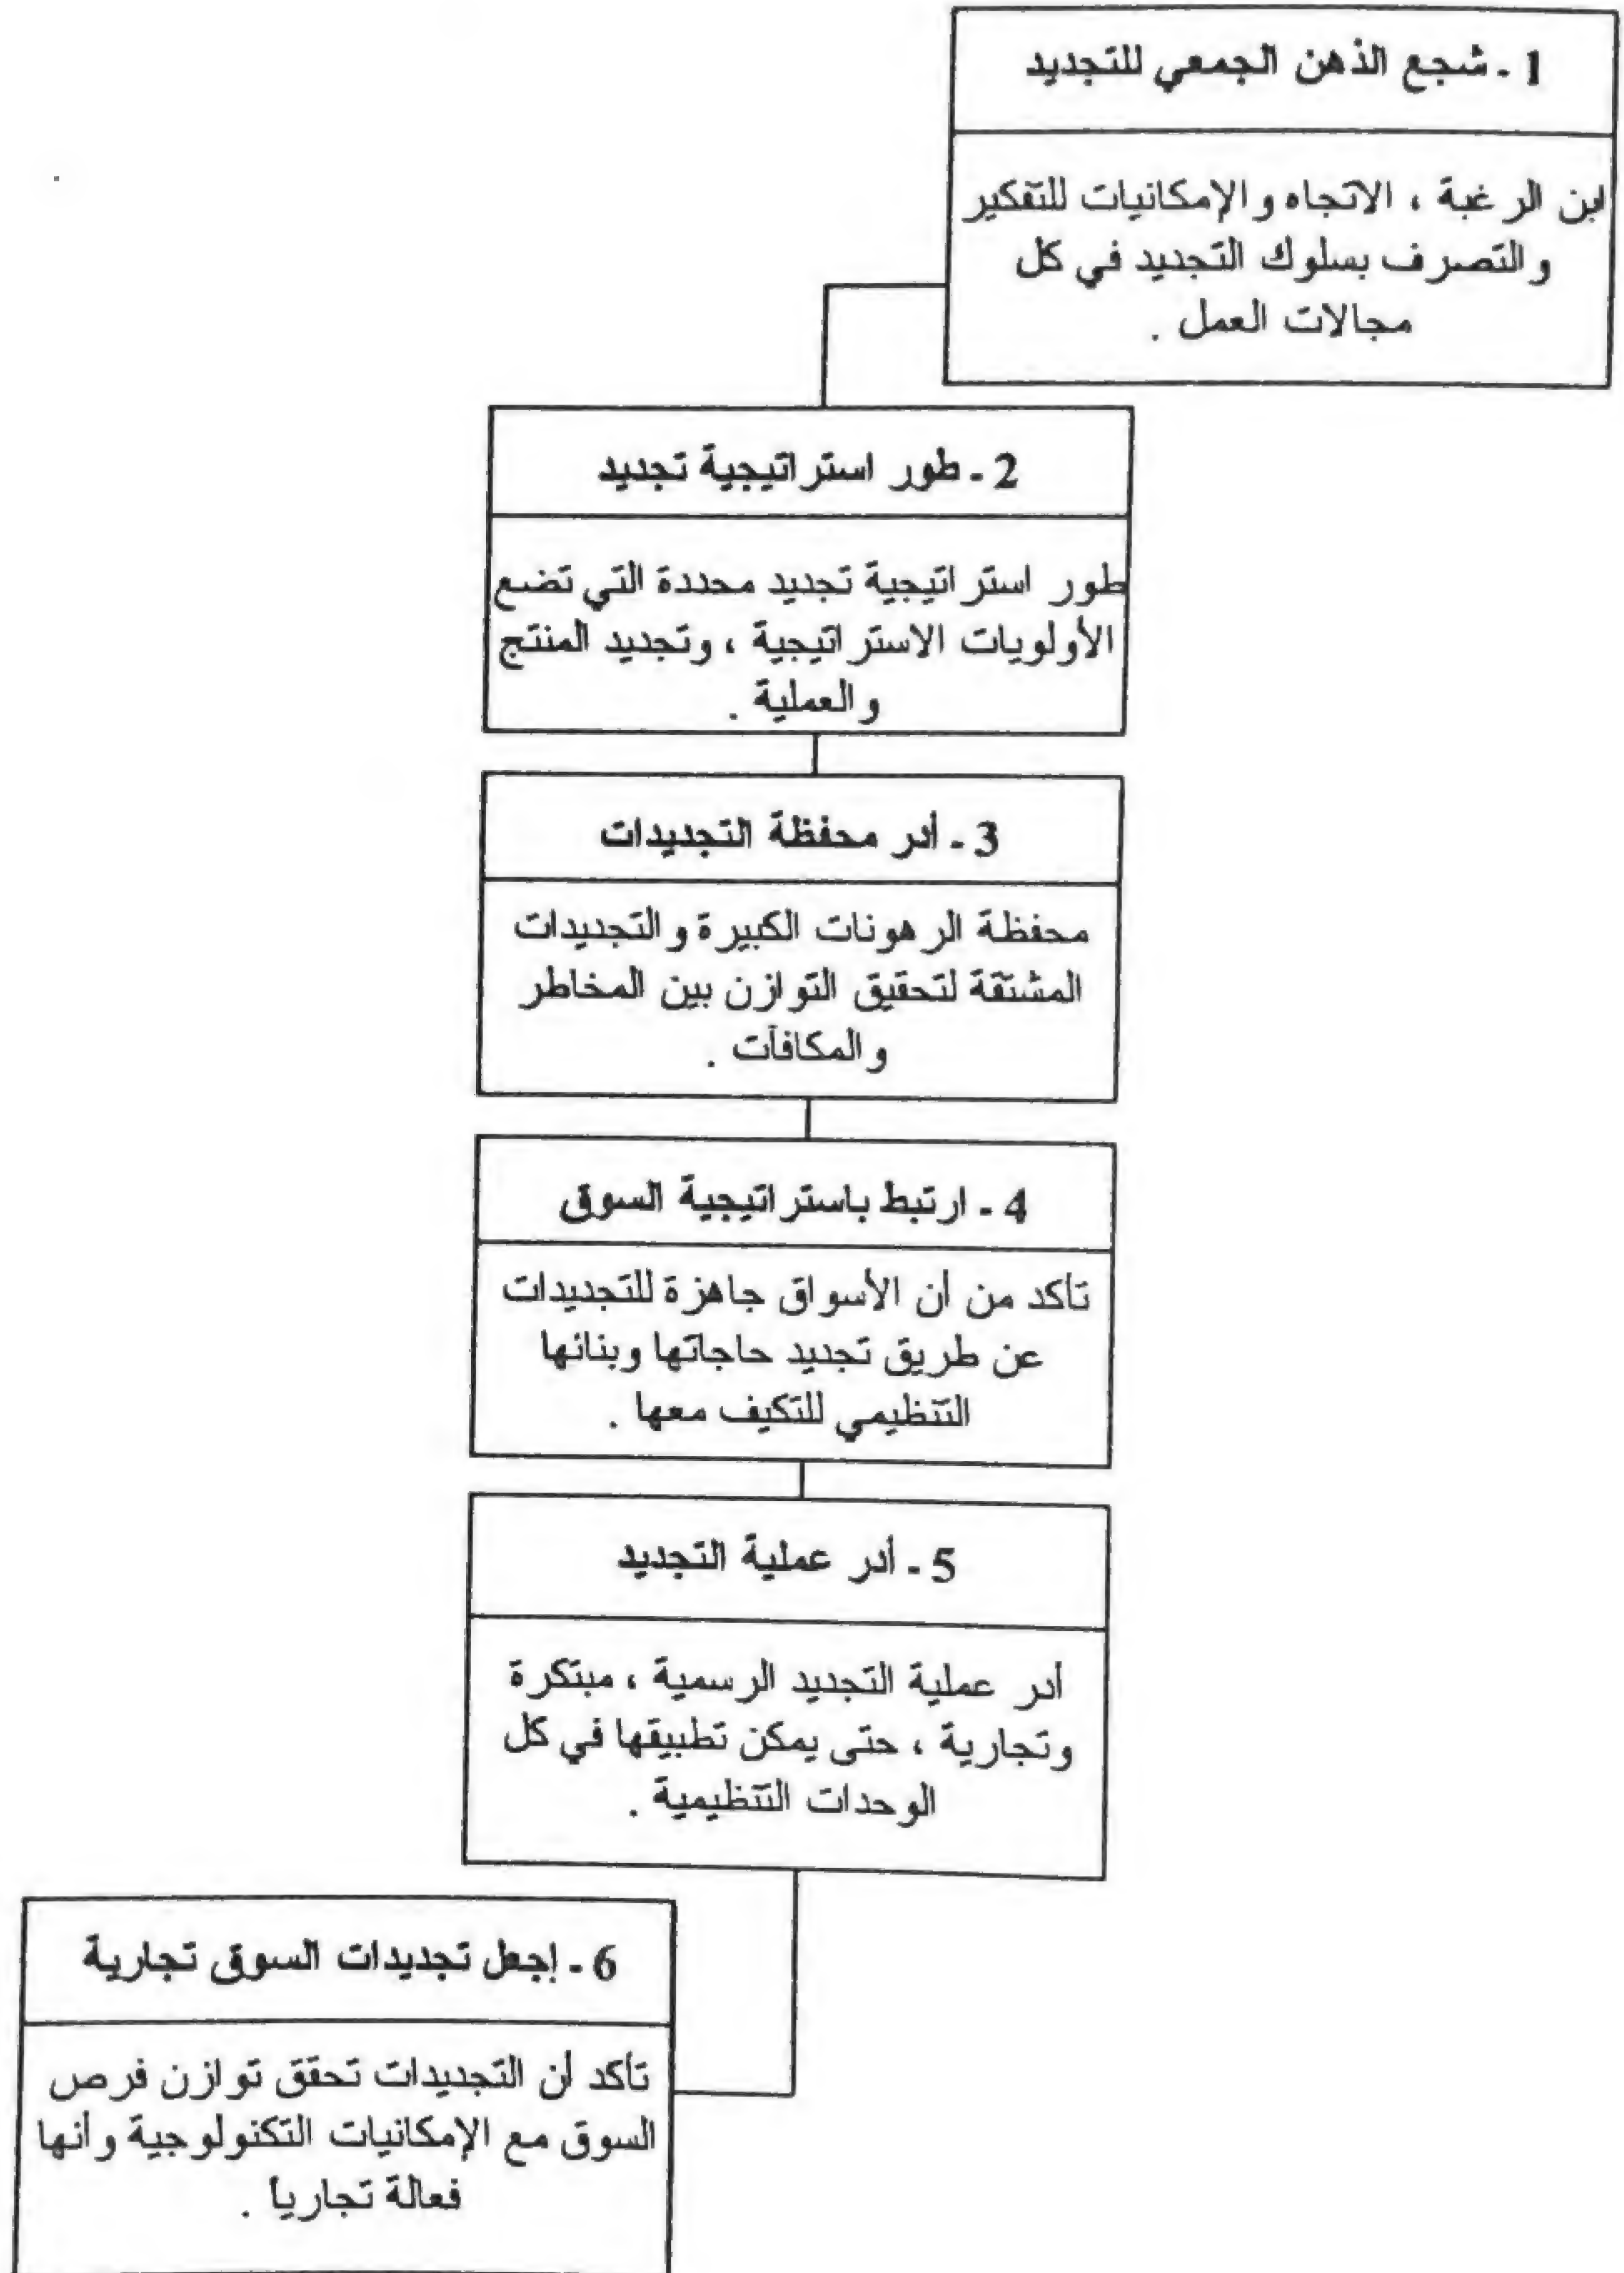 1 - شجع الذهن الجمعي للتجديد
ابن الرغبة ، الاتجاه والإمكانيات للتفكير
والتصرف بسلوك التجديد في كل
مجالات العمل .
2 - طور استراتيجية تجديد
طور استراتيجية تجديد محددة التي تضع
الأولويات الاستراتيجية ، وتجديد المنتج
والعملية .
3 - أدر محفظة التجديدات
محفظة الرهونات الكبيرة والتجديدات
المشتقة لتحقيق التوازن بين المخاطر
والمكافآت .
4 - ارتبط باستراتيجية السوق
تأكد من أن الأسواق جاهزة للتجديدات
عن طريق تجديد حاجاتها وبنائها
التنظيمي للتكيف معها .
5 - أدر عملية التجديد
أدر عملية التجديد الرسمية ، مبتكرة
وتجارية ، حتى يمكن تطبيقها في كل
الوحدات التنظيمية .
6 - إجعل تجديدات السوق تجارية
تأكد أن التجديدات تحقق توازن فرص
السوق مع الإمكانيات التكنولوجية وأنها
فعالة تجارياً .